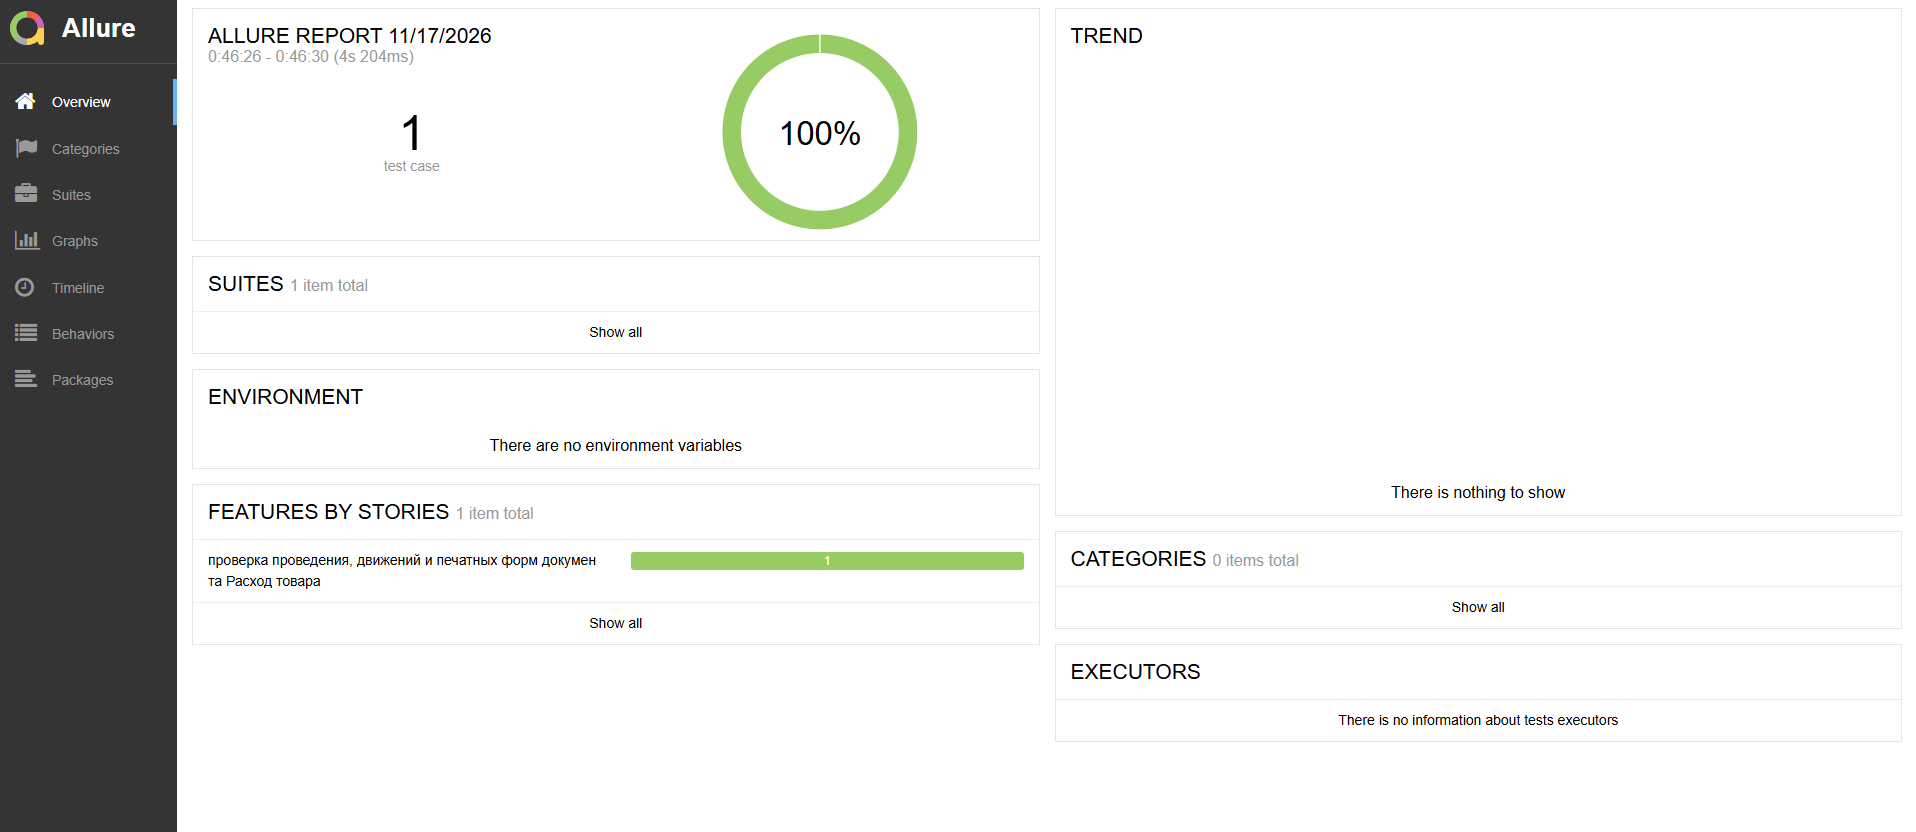 Allure
Overview
Categories
Suites
Graphs
Timeline
Behaviors
Packages
ALLURE REPORT 11/17/2026
0:46:26 - 0:46:30 (4s 204ms)
1
test case
100%
SUITES 1 item total
Show all
ENVIRONMENT
There are no environment variables
FEATURES BY STORIES 1 item total
проверка проведения, движений и печатных форм докумен
та Расход товара
1
Show all
TREND
There is nothing to show
CATEGORIES 0 items total
Show all
EXECUTORS
There is no information about tests executors